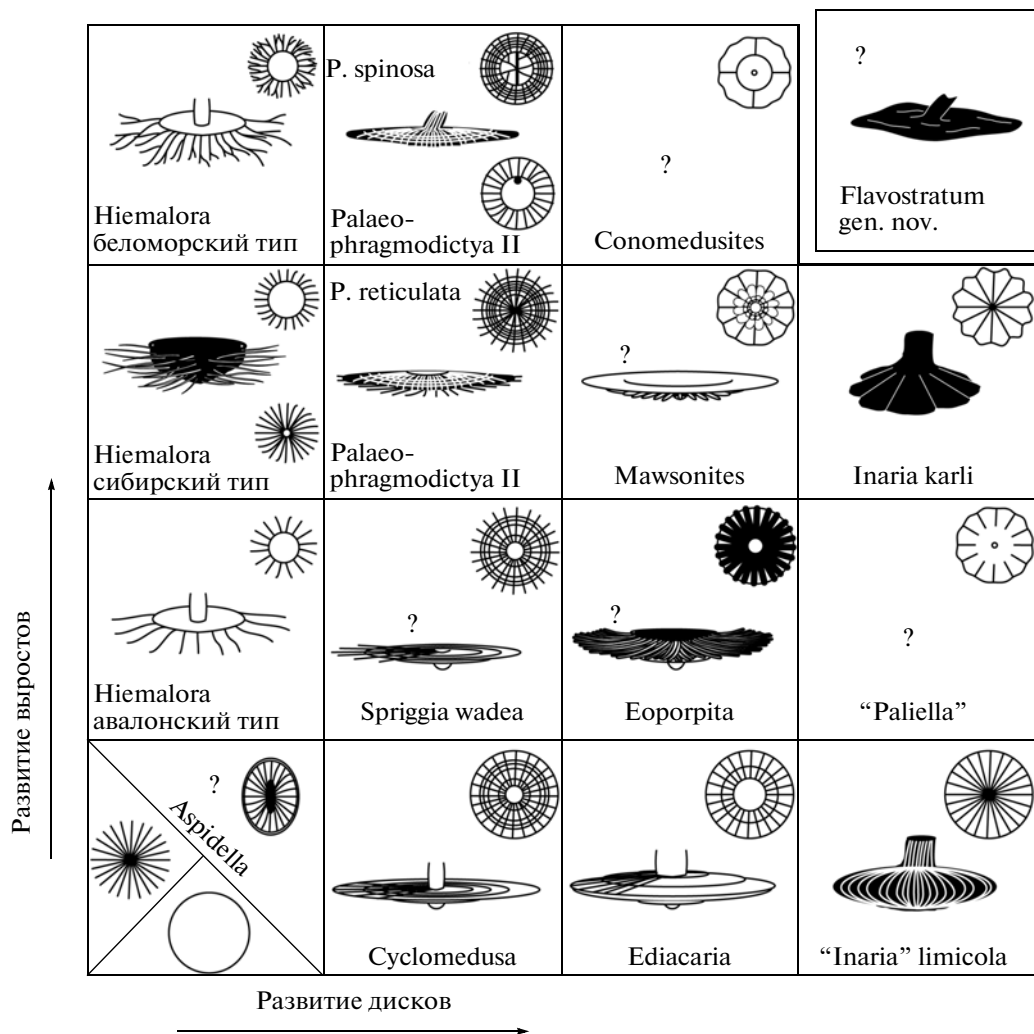 P. spinosa
?
Hiemalora
беломорский тип
Palaeo-
phragmodictya II
?
Conomedusites
?
Flavostratum
gen. nov.
Hiemalora
сибирский тип
P. reticulata
Palaeo-
phragmodictya II
?
Mawsonites
Inaria karli
Hiemalora
авалонский тип
?
Spriggia wadea
?
Eoporpita
?
“Paliella”
?
Aspidella
Cyclomedusa
Ediacaria
“Inaria” limicola
Развитие выростов
Развитие дисков